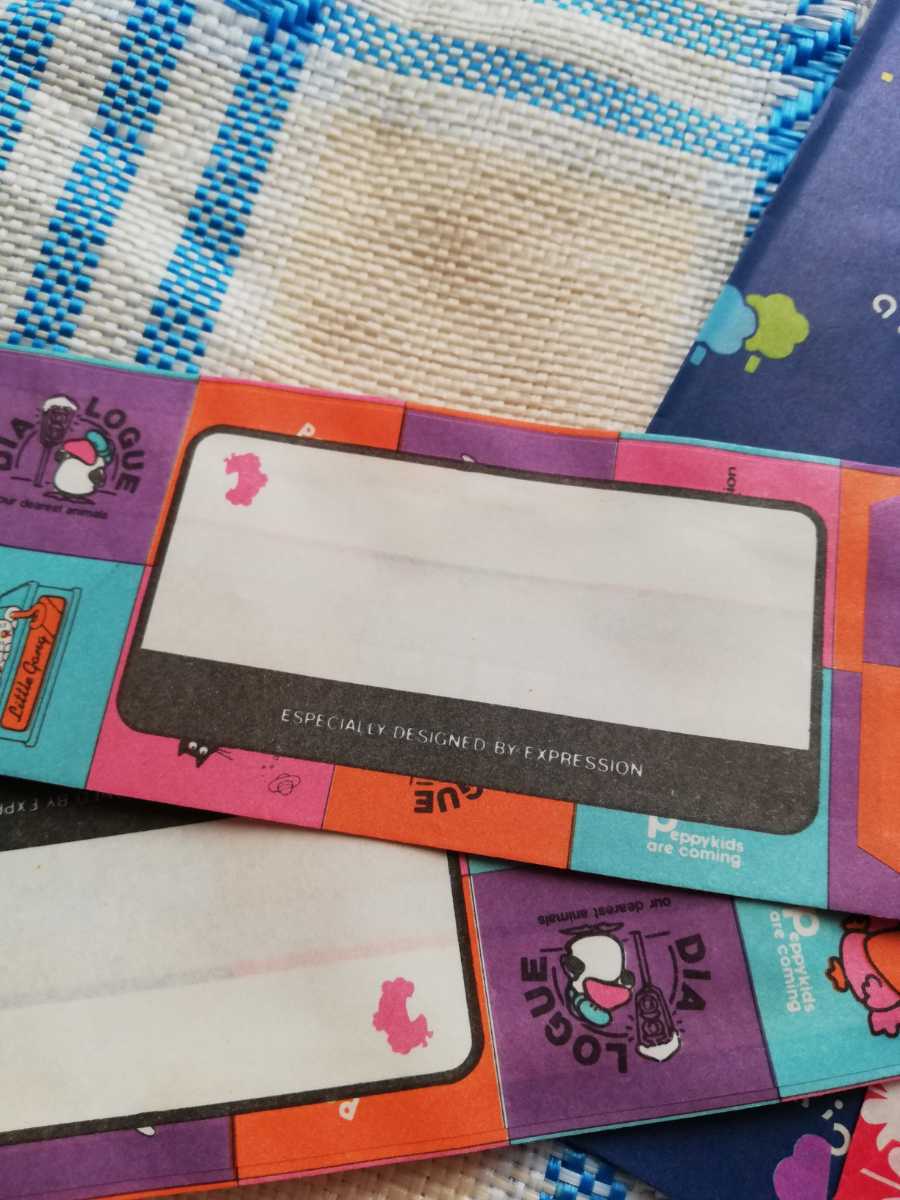 DIA LOGUE
our dearest animals
Little Gang
ESPECIALLY DESIGNED BY EXPRESSION
GUE
Peppykids
are coming
our dearest animals
DIA LOGUE
Peppykids
are coming